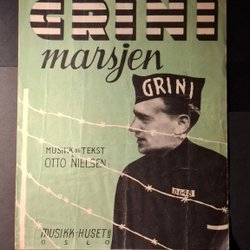 GRINI
marsjen
GRINI
MUSIKK OG TEKST
OTTO NIELSEN
MUSIKK-HUSET A/S
OSLO